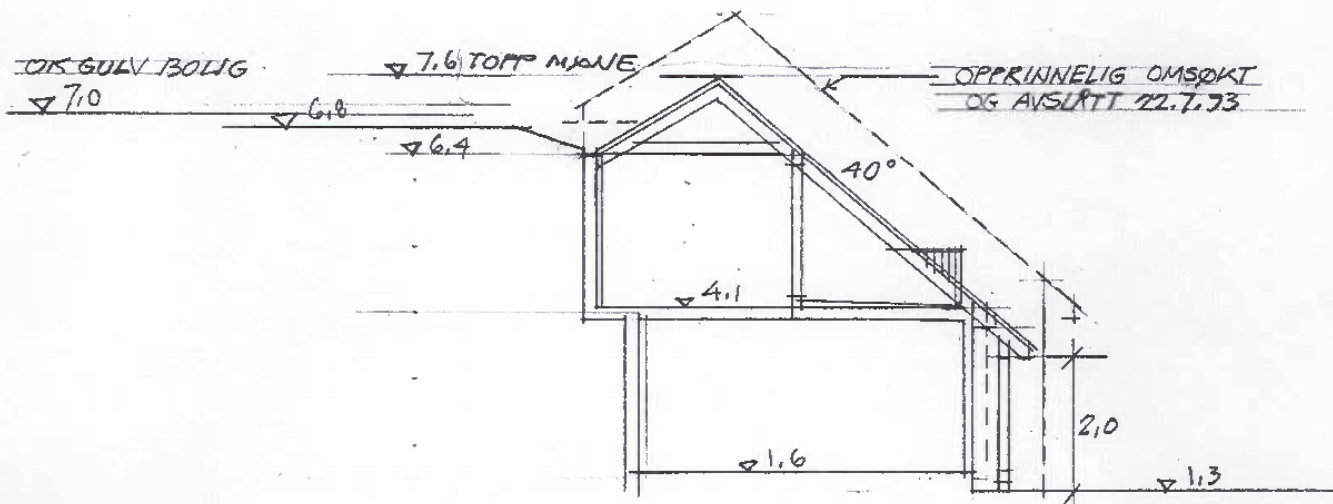 OK GULV BOLIG
7,0
6,8
7.6 TOPP MØNE
6,4
OPPRINNELIG OMSØKT
OG AVSLÅTT 22.7.93
40°
4.1
1.6
2,0
1.3